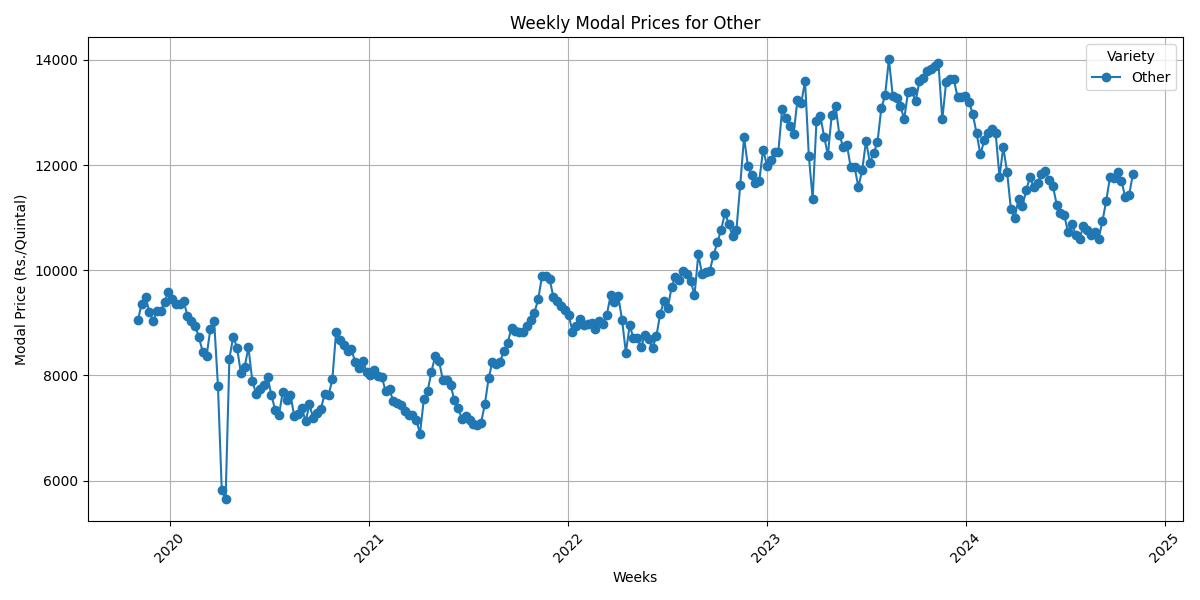 Weekly Modal Prices for Other
Modal Price (Rs./Quintal)
14000
12000
10000
8000
6000
Variety
Other
2020
2021
2022
2023
2024
2025
Weeks